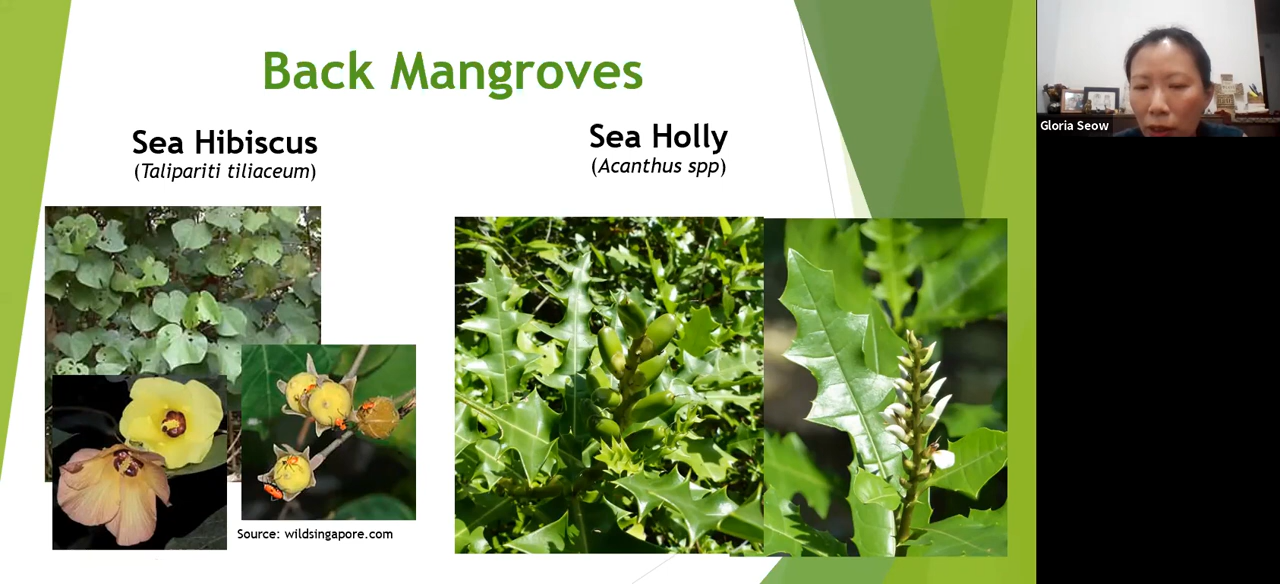 Back Mangroves
Sea Hibiscus
(Talipariti tiliaceum)
Sea Holly
(Acanthus spp)
Source: wildsingapore.com
Gloria Seow